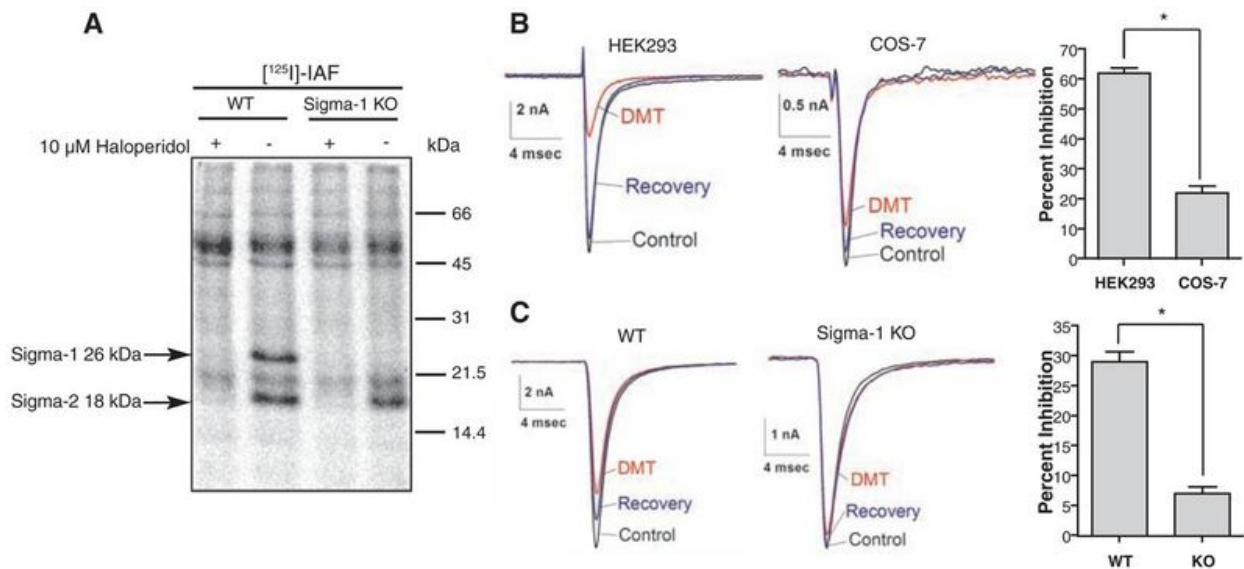 A
[¹²⁵I]-IAF
WT Sigma-1 KO
10 µM Haloperidol + - + - kDa
66
45
31
Sigma-1 26 kDa
21.5
Sigma-2 18 kDa
14.4
B
HEK293
2 nA
4 msec
DMT
Recovery
Control
COS-7
0.5 nA
4 msec
DMT
Recovery
Control
*
Percent Inhibition
70
60
50
40
30
20
10
0
HEK293 COS-7
C
WT
2 nA
4 msec
DMT
Recovery
Control
Sigma-1 KO
1 nA
4 msec
DMT
Recovery
Control
*
Percent Inhibition
35
30
25
20
15
10
5
0
WT KO